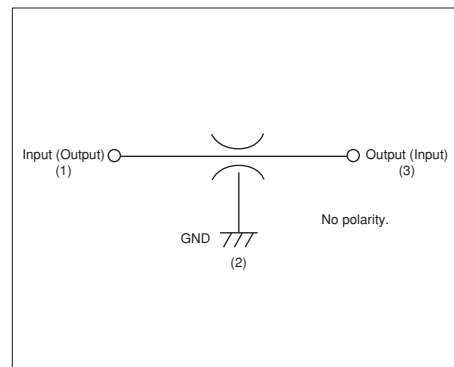 Input (Output)
(1)
Output (Input)
(3)
No polarity.
GND
(2)